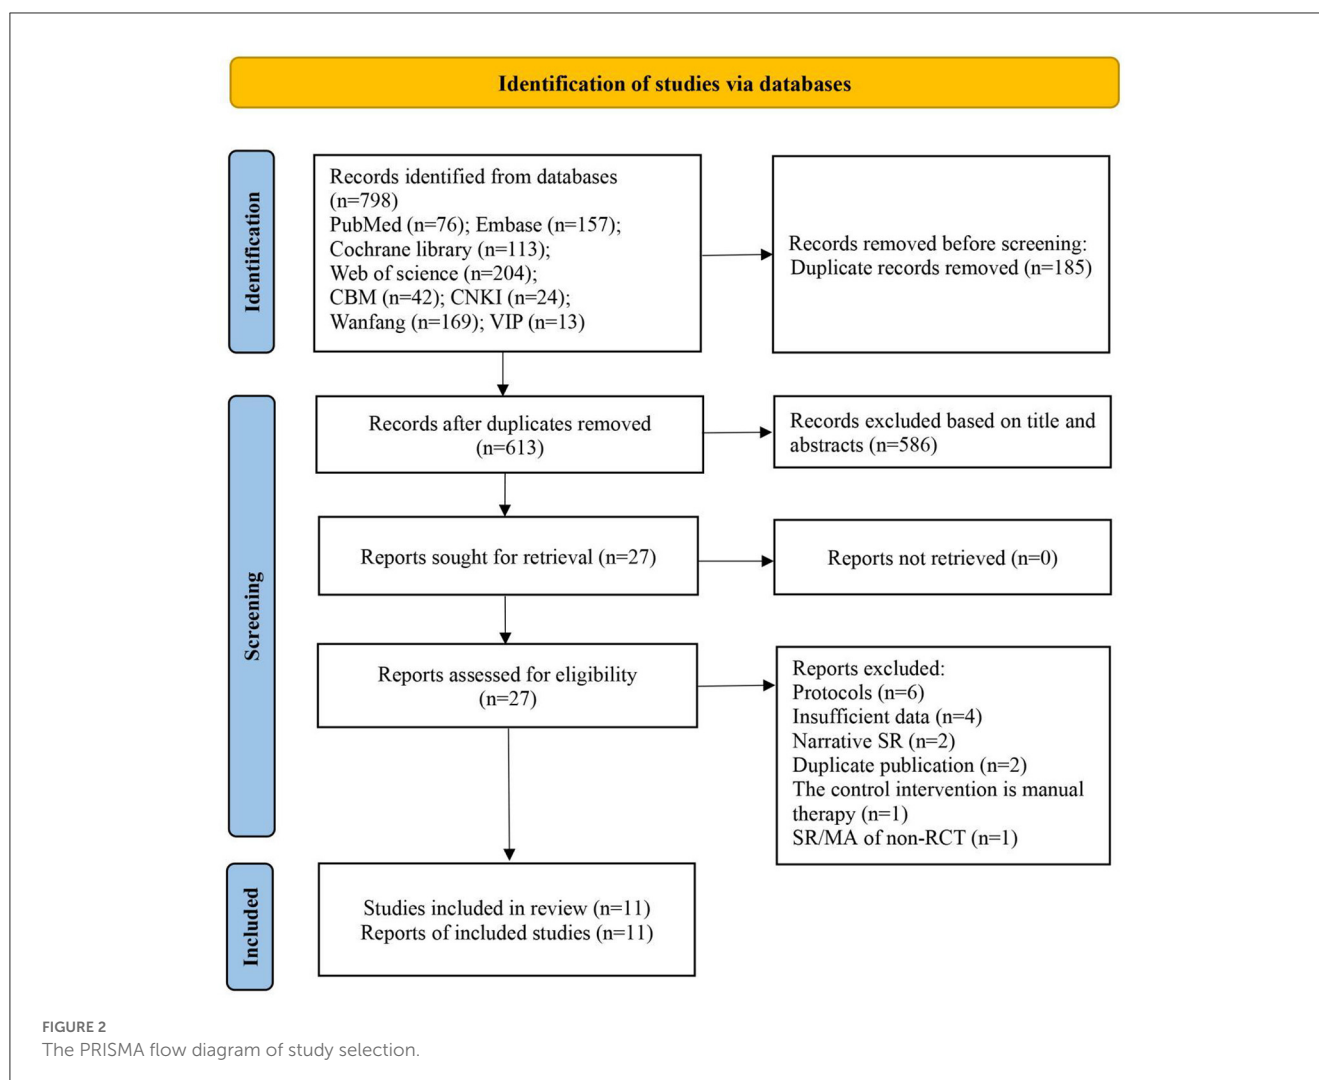 Identification of studies via databases
Identification
Records identified from databases
(n=798)
PubMed (n=76); Embase (n=157);
Cochrane library (n=113);
Web of science (n=204);
CBM (n=42); CNKI (n=24);
Wanfang (n=169); VIP (n=13)
Records removed before screening:
Duplicate records removed (n=185)
Screening
Records after duplicates removed
(n=613)
Records excluded based on title and
abstracts (n=586)
Reports sought for retrieval (n=27)
Reports not retrieved (n=0)
Reports assessed for eligibility
(n=27)
Reports excluded:
Protocols (n=6)
Insufficient data (n=4)
Narrative SR (n=2)
Duplicate publication (n=2)
The control intervention is manual
therapy (n=1)
SR/MA of non-RCT (n=1)
Included
Studies included in review (n=11)
Reports of included studies (n=11)
FIGURE 2
The PRISMA flow diagram of study selection.